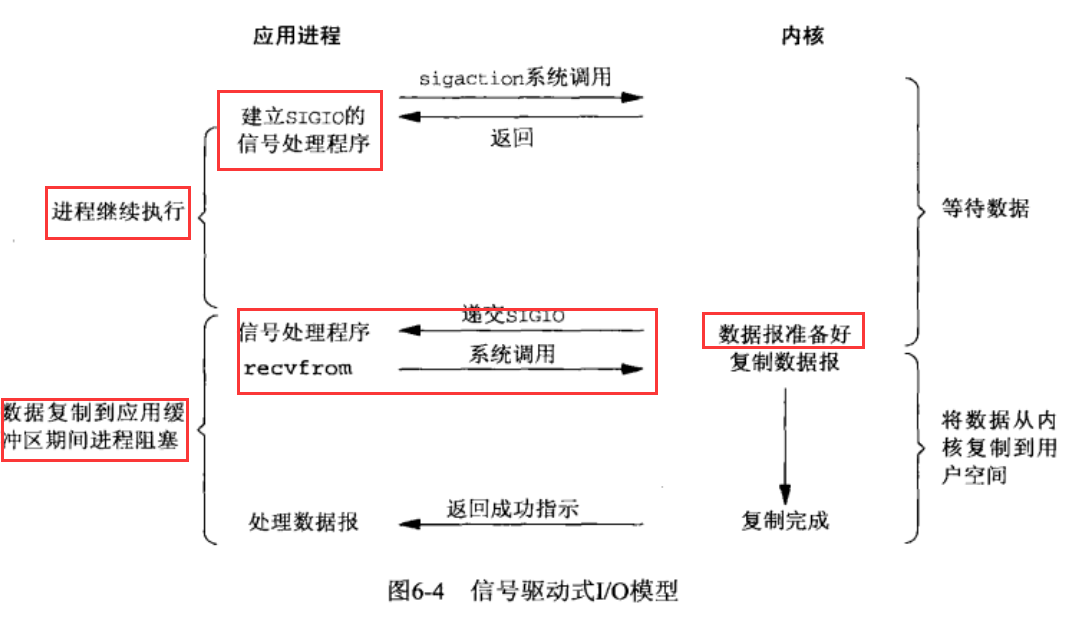 应用进程
内核
sigaction系统调用
建立SIGIO的
信号处理程序
返回
进程继续执行
等待数据
递交SIGIO
信号处理程序
数据报准备好
系统调用
recvfrom
复制数据报
数据复制到应用缓
冲区期间进程阻塞
将数据从内
核复制到用
户空间
返回成功指示
处理数据报
复制完成
图6-4 信号驱动式I/O模型